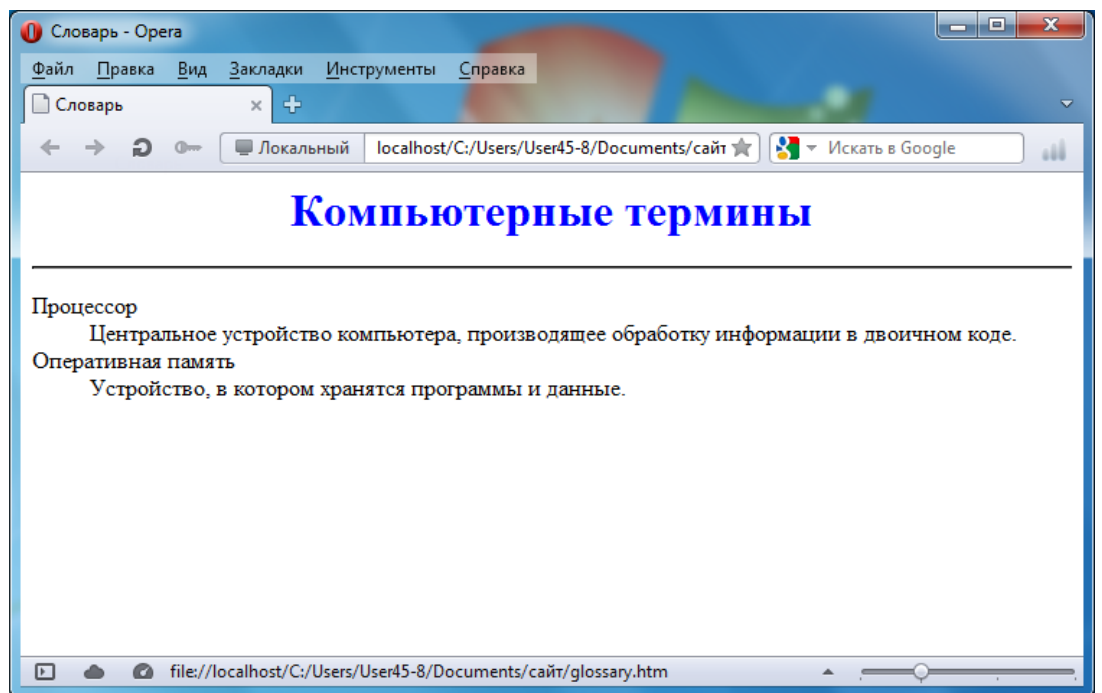 Словарь - Opera
Файл Правка Вид Закладки Инструменты Справка
Словарь
Локальный localhost/C:/Users/User45-8/Documents/сайт Искать в Google
Компьютерные термины
Процессор
Центральное устройство компьютера, производящее обработку информации в двоичном коде.
Оперативная память
Устройство, в котором хранятся программы и данные.
file://localhost/C:/Users/User45-8/Documents/сайт/glossary.htm